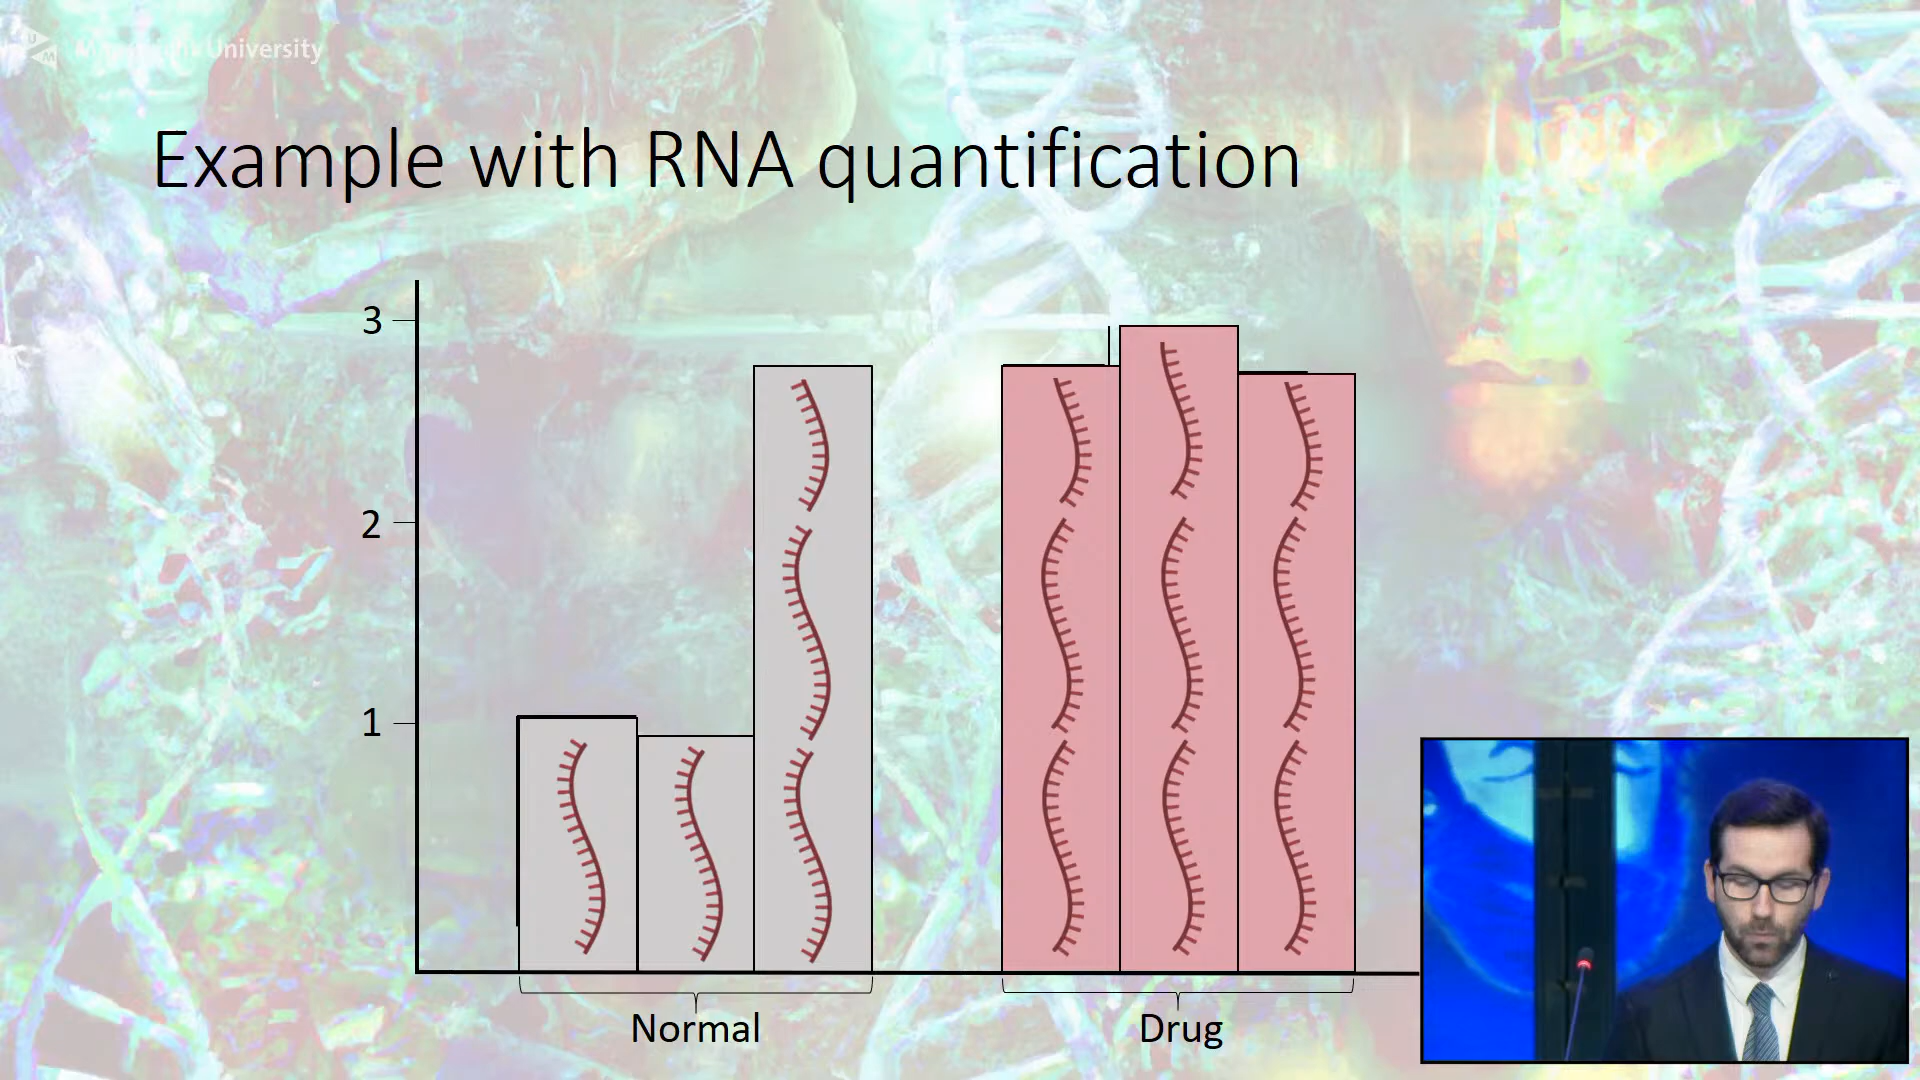 University
Example with RNA quantification
3
2
1
Normal
Drug